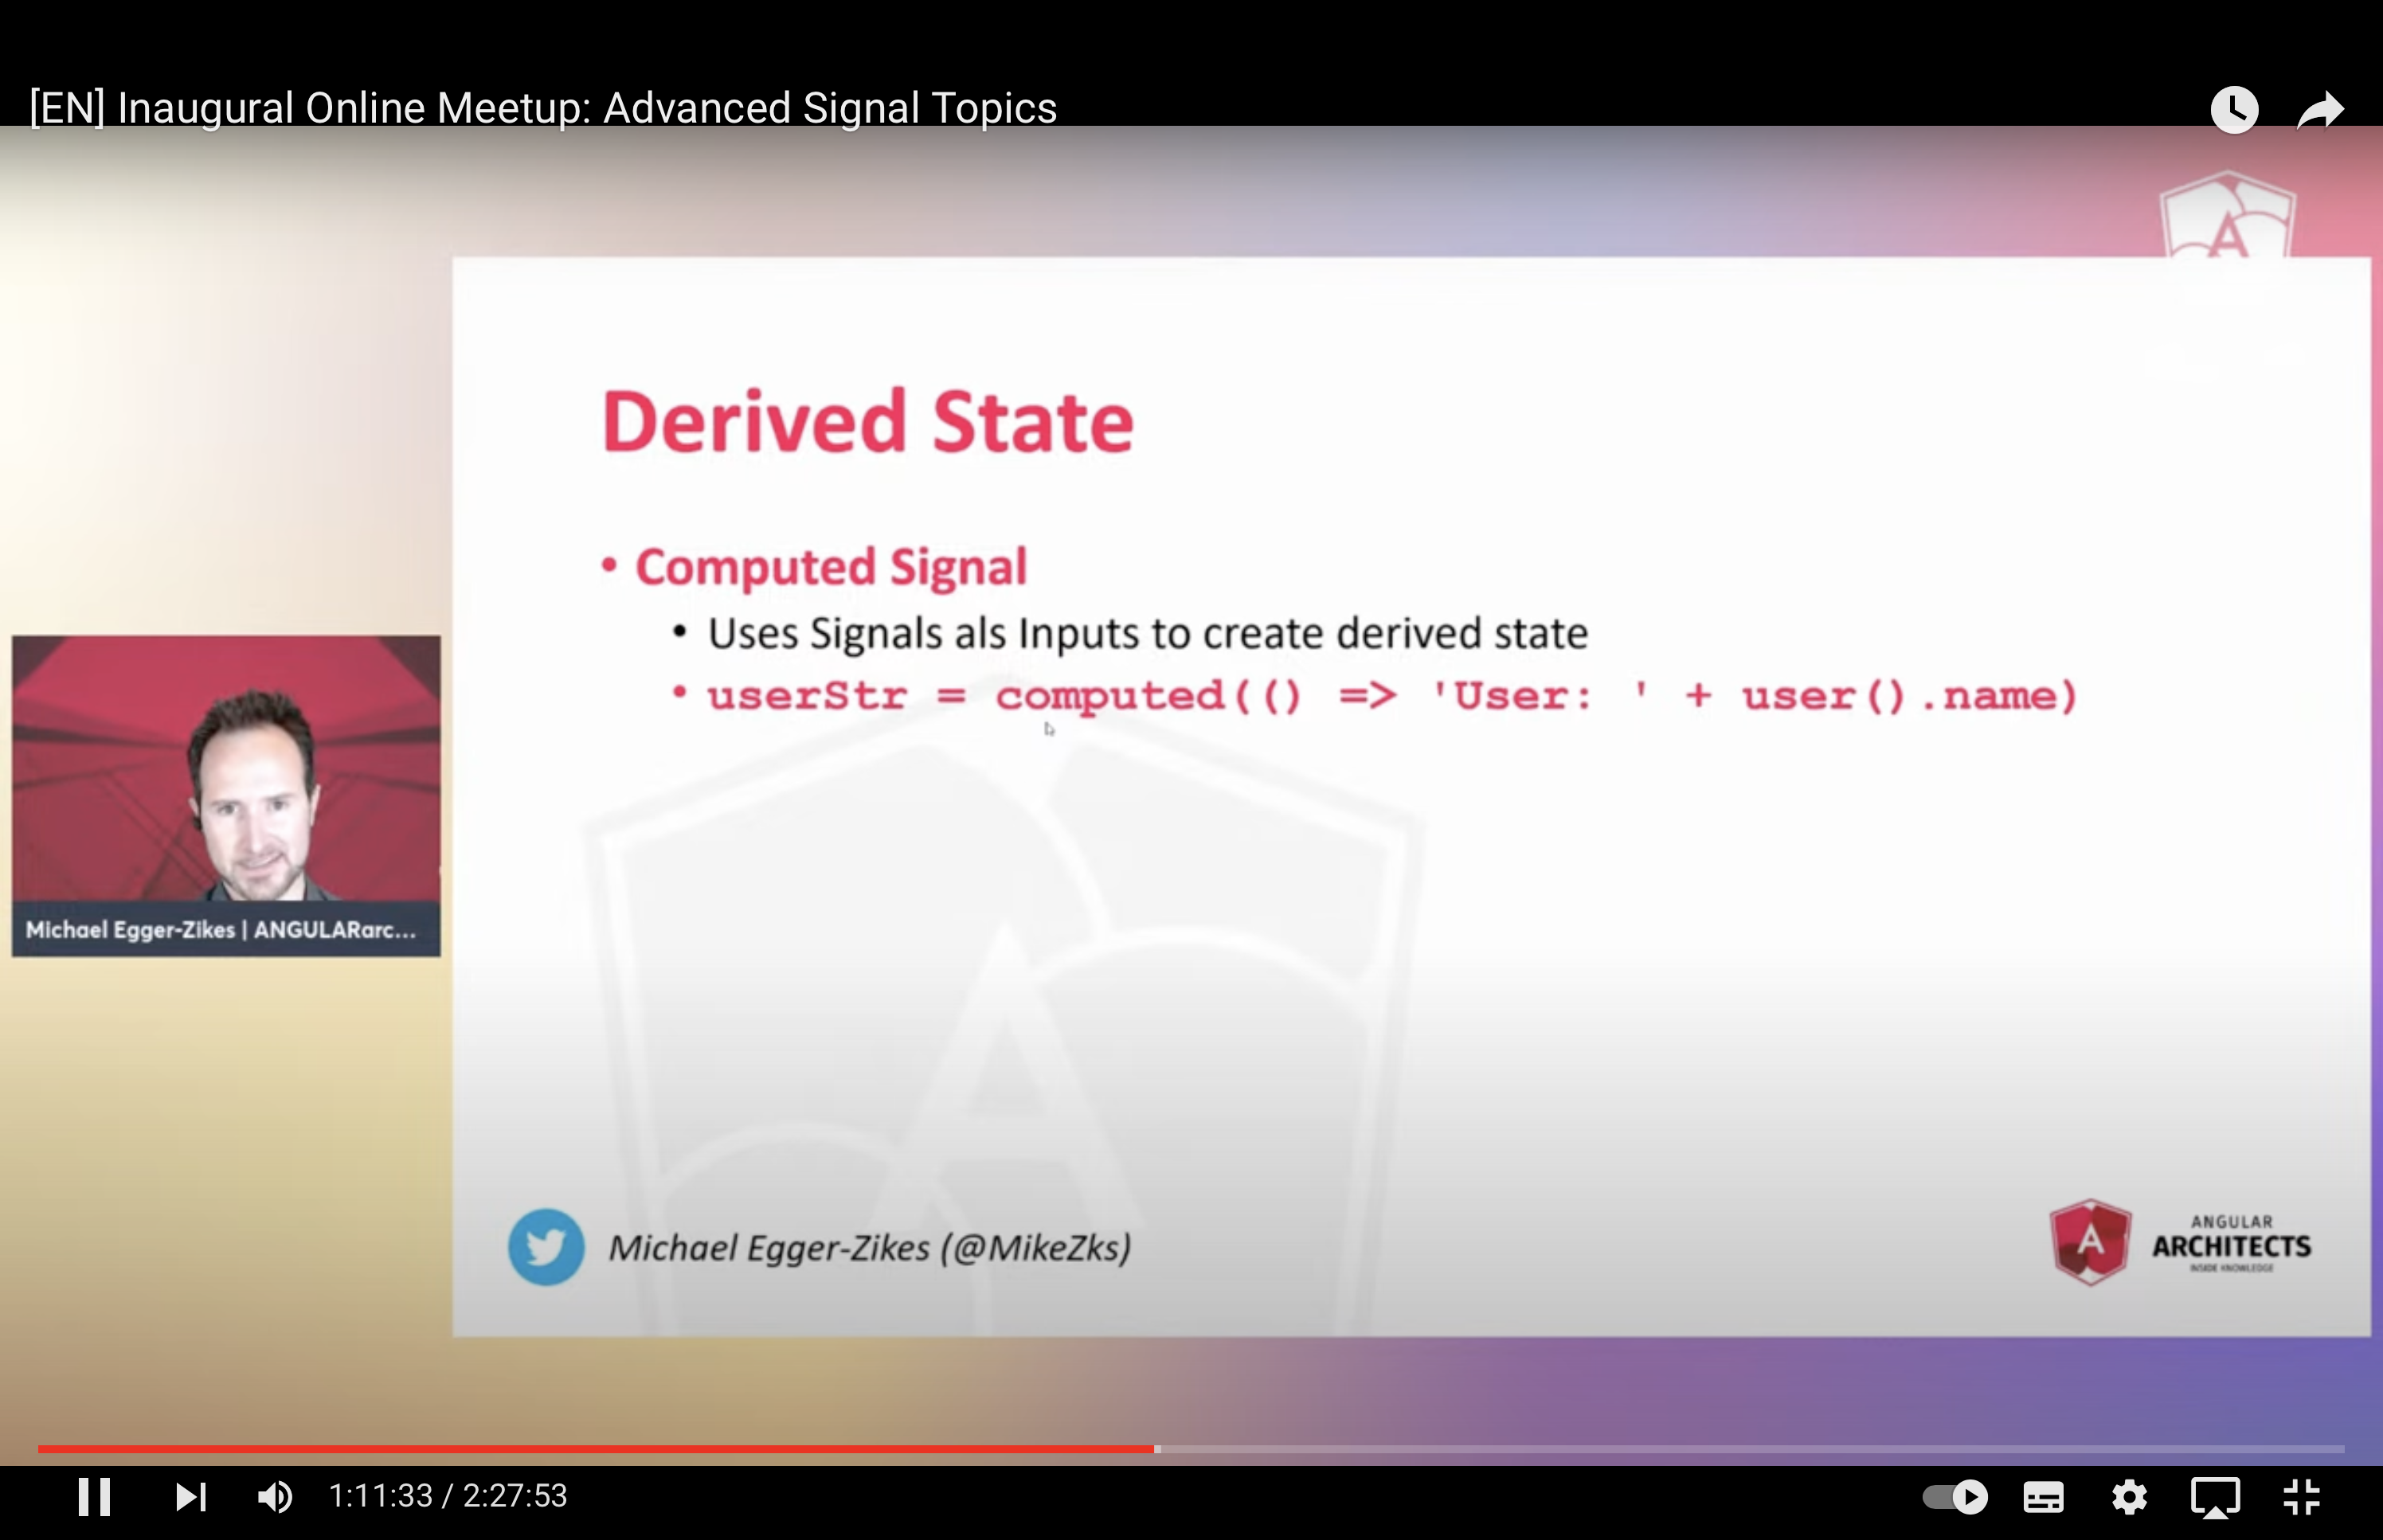 [EN] Inaugural Online Meetup: Advanced Signal Topics
A
Derived State
• Computed Signal
• Uses Signals als Inputs to create derived state
• userStr = computed(() => 'User: ' + user().name)
Michael Egger-Zikes | ANGULARarc...
Michael Egger-Zikes (@MikeZks)
A
ANGULAR
ARCHITECTS
INSIDE KNOWLEDGE
1:11:33 / 2:27:53